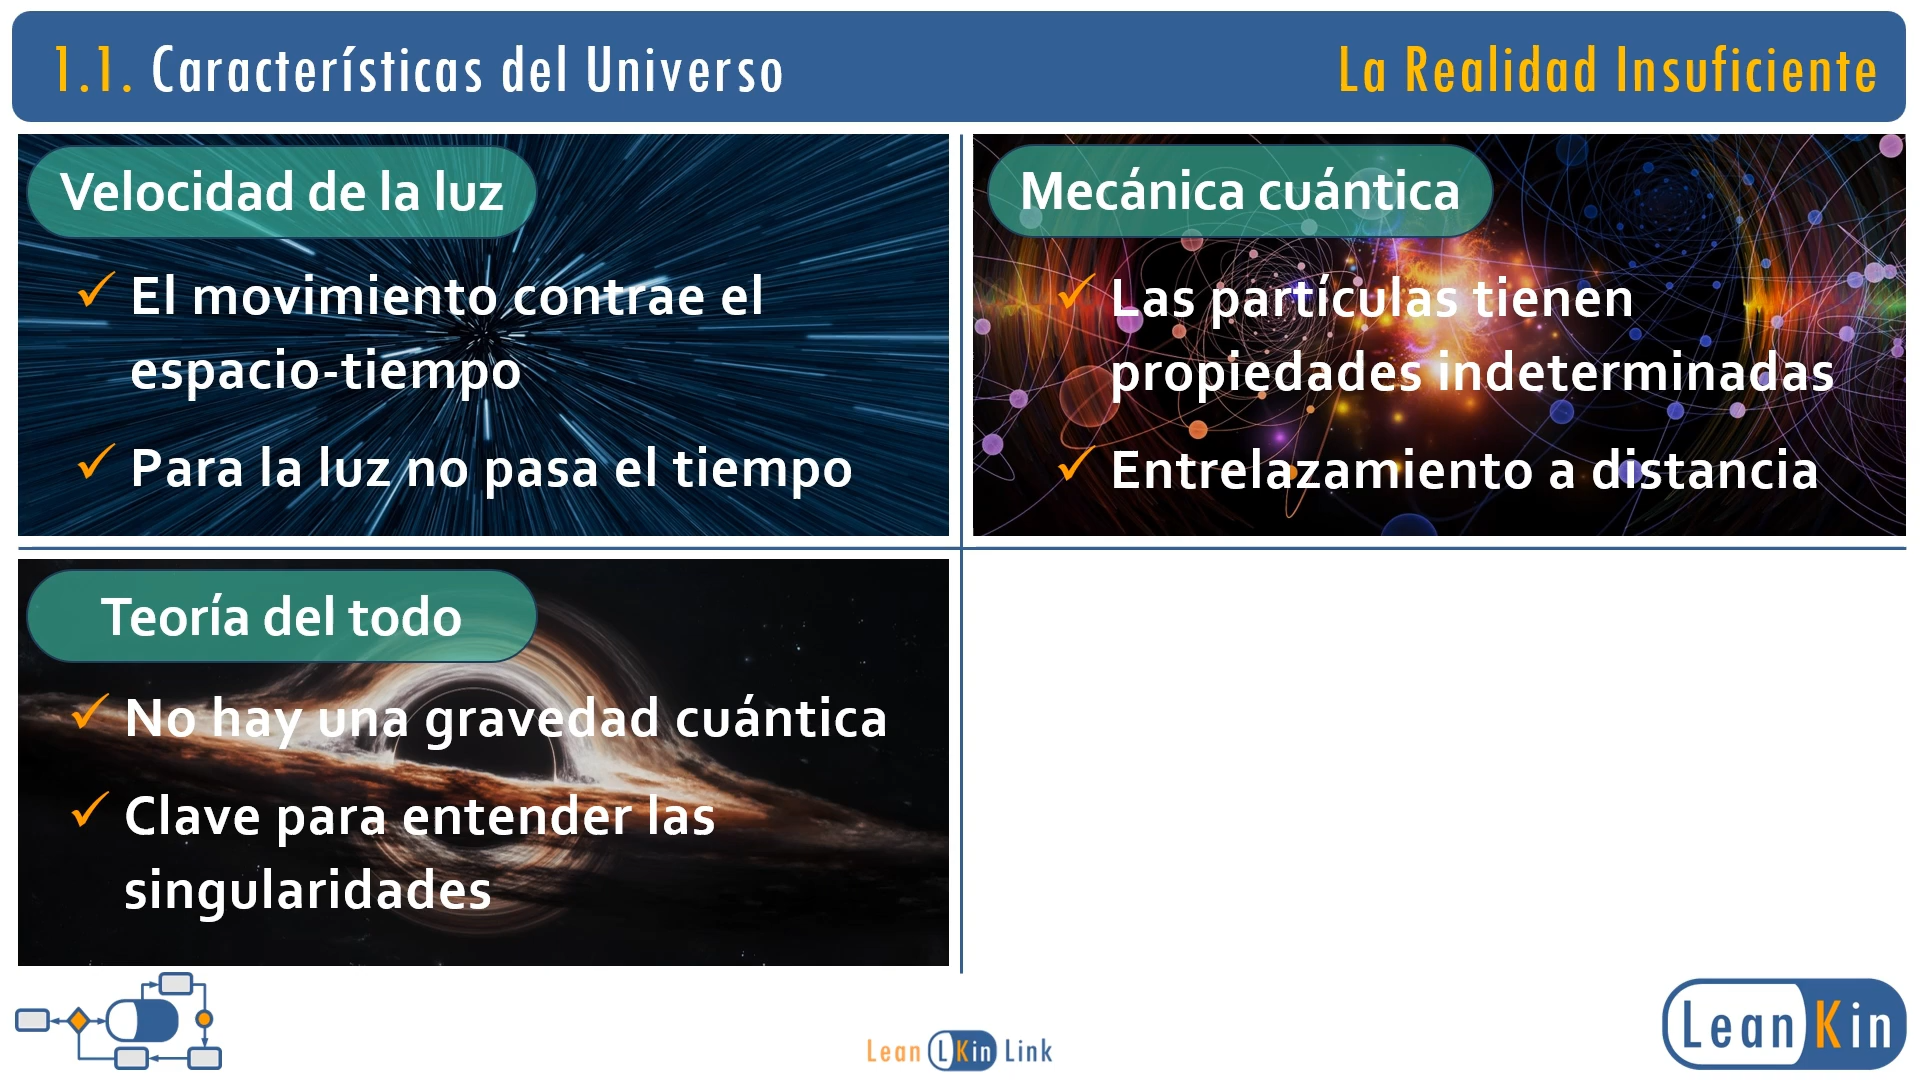 1.1. Características del Universo
La Realidad Insuficiente
Velocidad de la luz
El movimiento contrae el
espacio-tiempo
Para la luz no pasa el tiempo
Mecánica cuántica
Las partículas tienen
propiedades indeterminadas
Entrelazamiento a distancia
Teoría del todo
No hay una gravedad cuántica
Clave para entender las
singularidades
Lean LKin Link
LeanKin